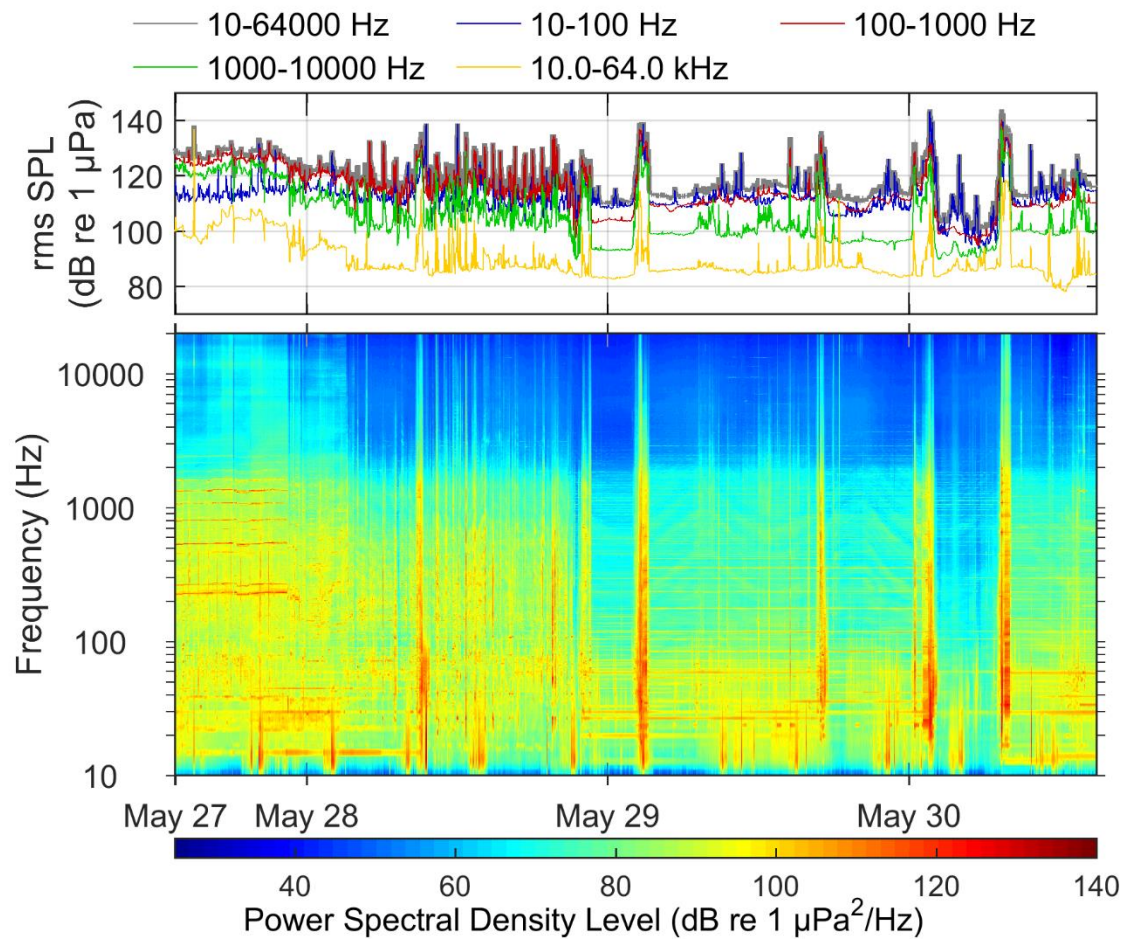 10-64000 Hz 10-100 Hz 100-1000 Hz
1000-10000 Hz 10.0-64.0 kHz
rms SPL
(dB re 1 µPa)
140
120
100
80
Frequency (Hz)
10000
1000
100
10
May 27 May 28 May 29 May 30
40 60 80 100 120 140
Power Spectral Density Level (dB re 1 µPa²/Hz)